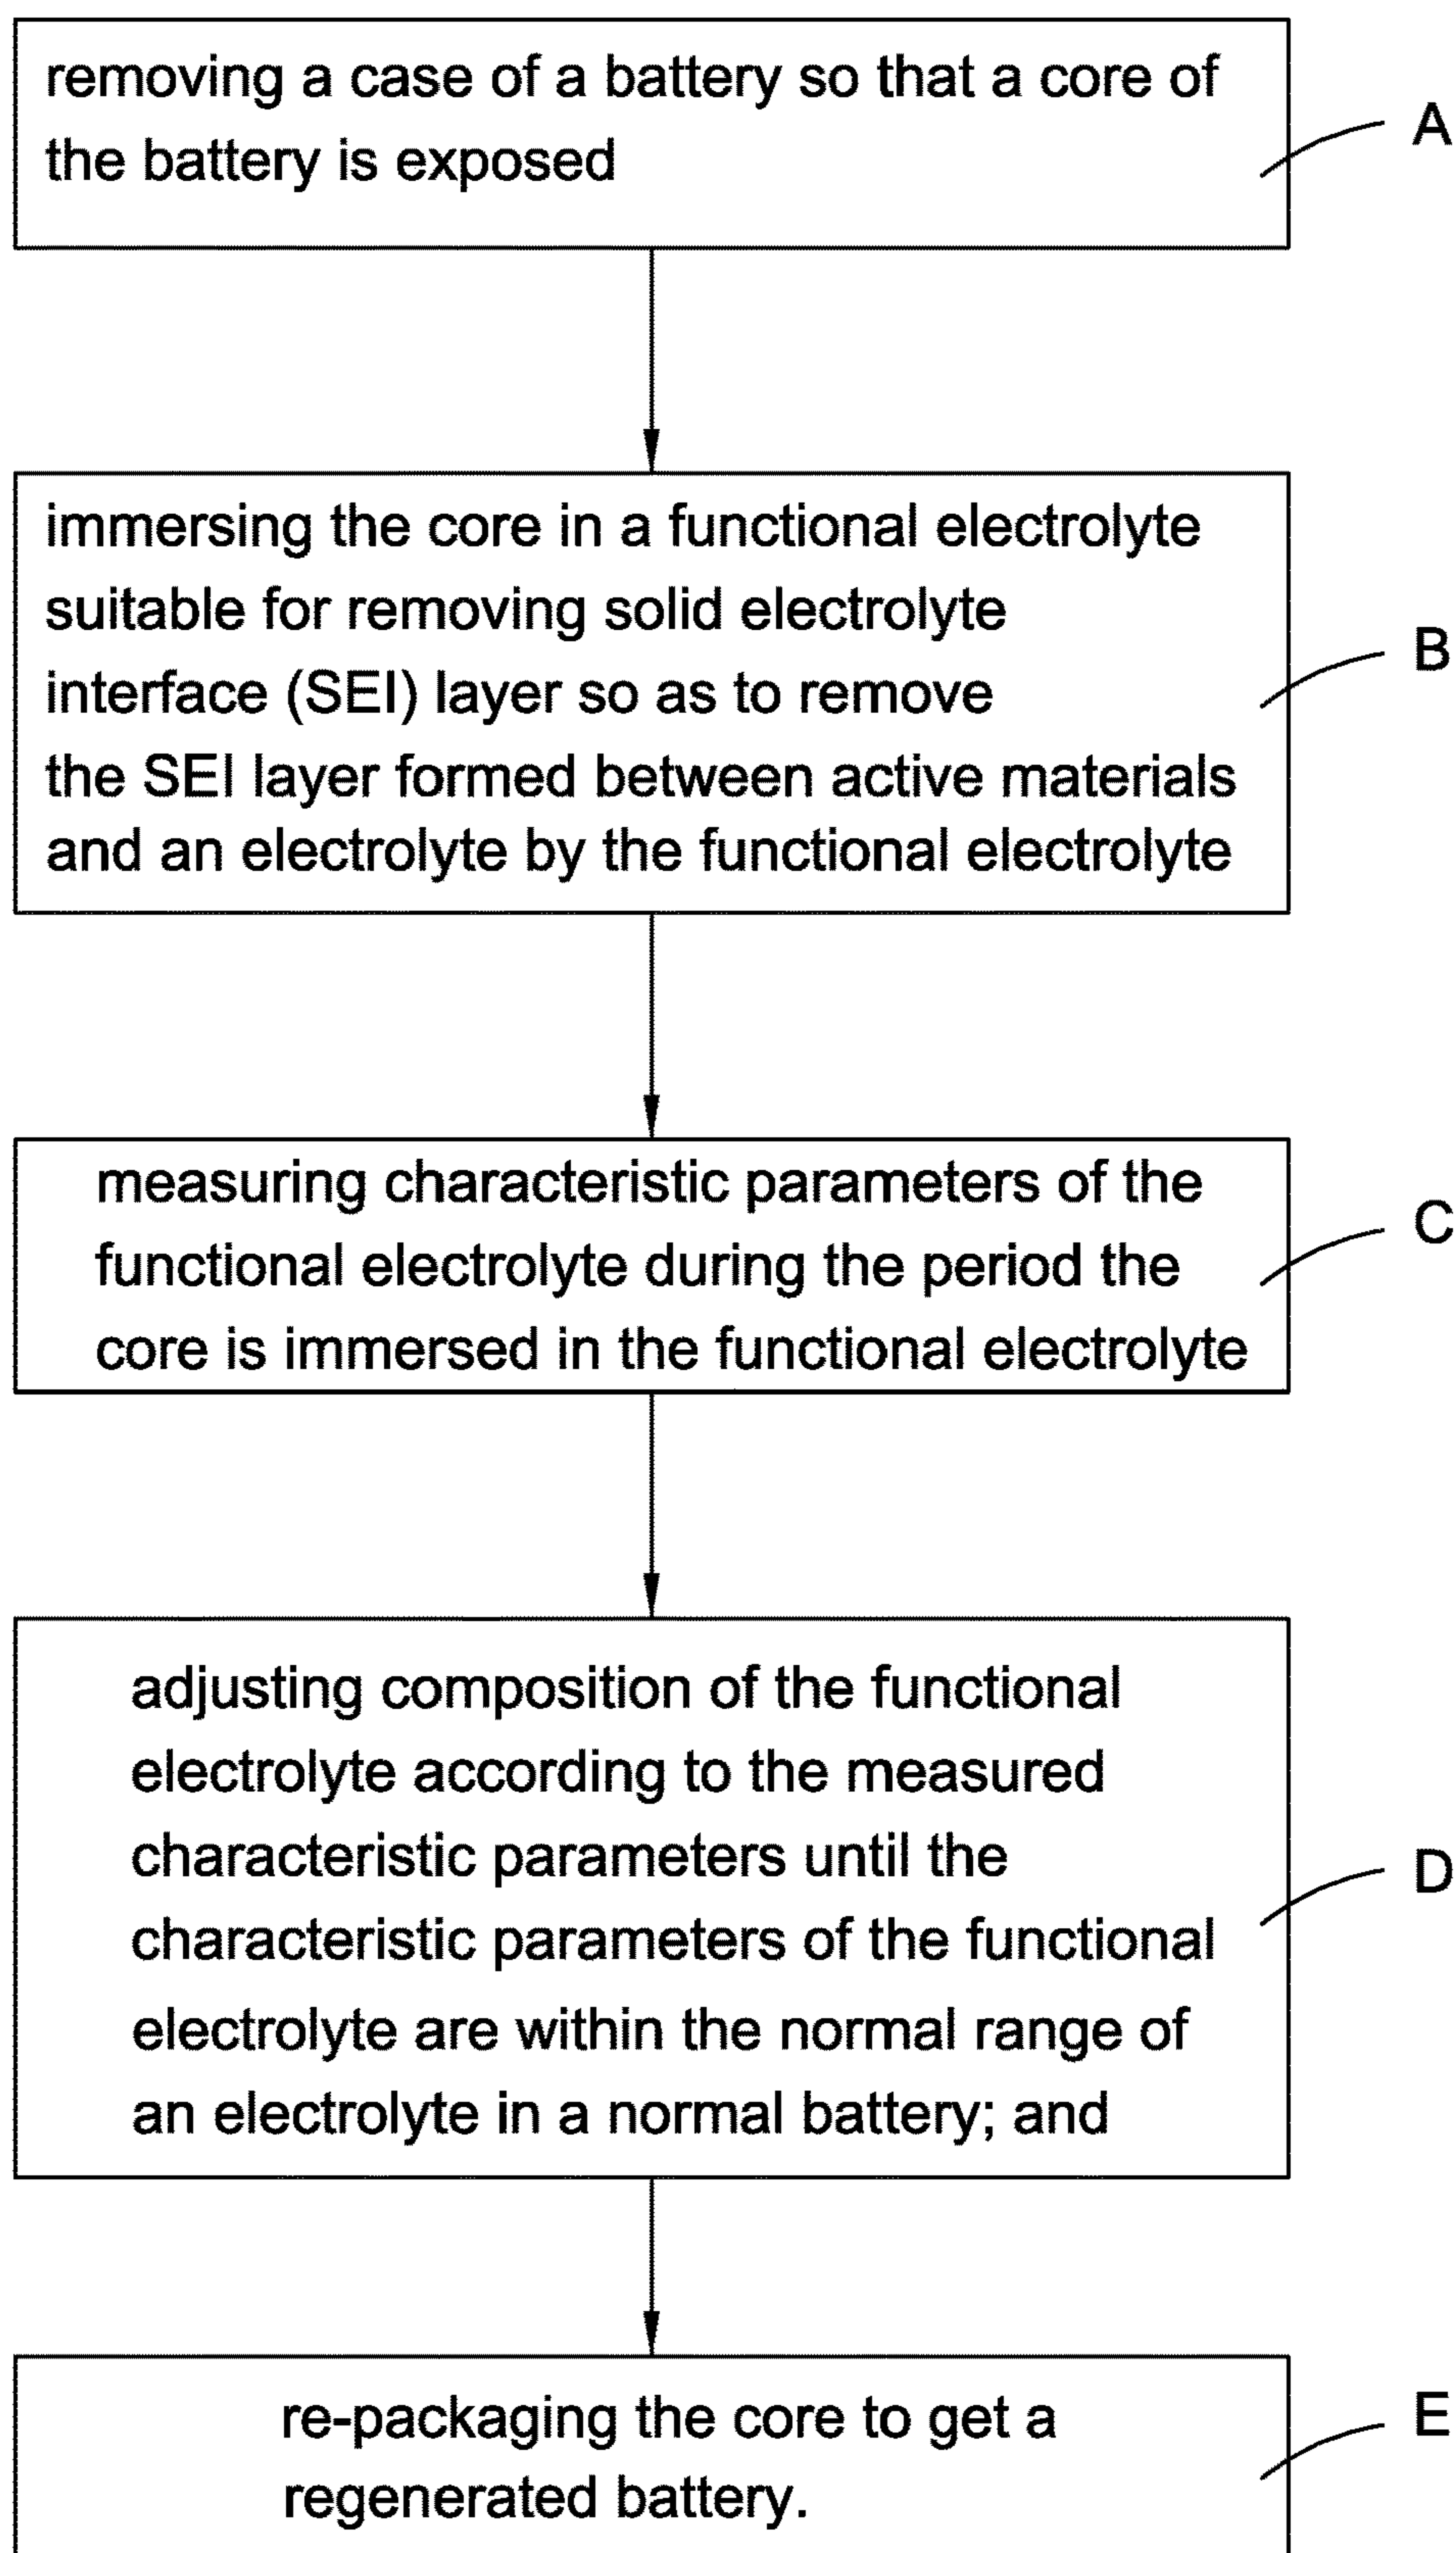 removing a case of a battery so that a core of
the battery is exposed
A
immersing the core in a functional electrolyte
suitable for removing solid electrolyte
interface (SEI) layer so as to remove
the SEI layer formed between active materials
and an electrolyte by the functional electrolyte
B
measuring characteristic parameters of the
functional electrolyte during the period the
core is immersed in the functional electrolyte
C
adjusting composition of the functional
electrolyte according to the measured
characteristic parameters until the
characteristic parameters of the functional
electrolyte are within the normal range of
an electrolyte in a normal battery; and
D
re-packaging the core to get a
regenerated battery.
E